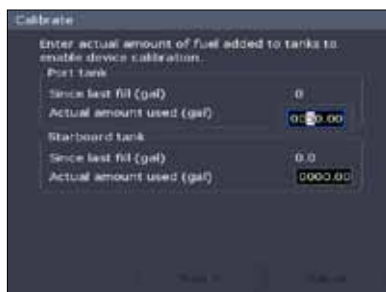 Calibrate
Enter actual amount of fuel added to tanks to
enable device calibration.
Port tank
Since last fill (gal) 0
Actual amount used (gal) 0050.00
Starboard tank
Since last fill (gal) 0.0
Actual amount used (gal) 0000.00